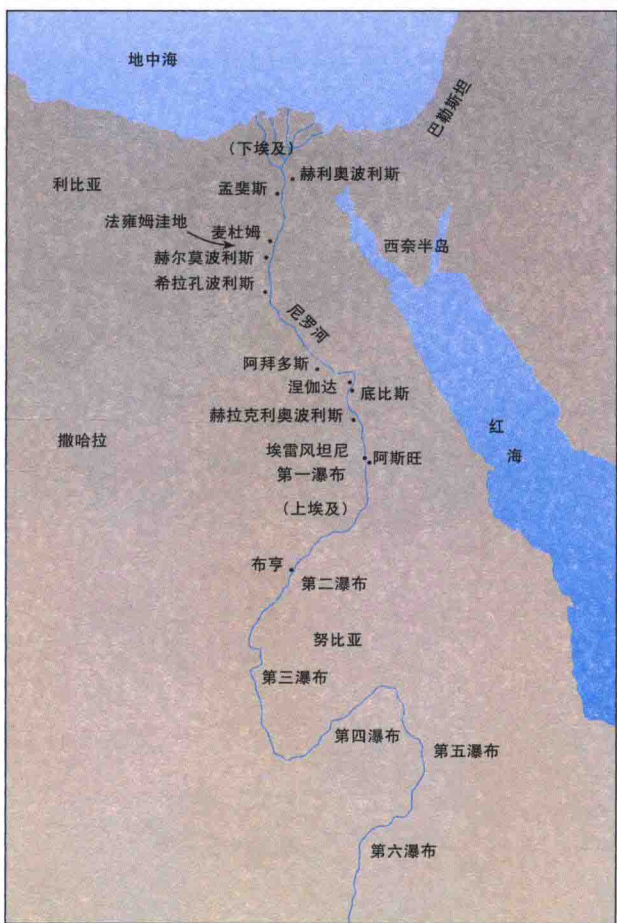 地中海
巴勒斯坦
(下埃及)
赫利奥波利斯
利比亚
孟斐斯
法雍姆洼地
麦杜姆
西奈半岛
赫尔莫波利斯
希拉孔波利斯
尼罗河
阿拜多斯
涅伽达
底比斯
赫拉克利奥波利斯
红海
撒哈拉
埃雷风坦尼
阿斯旺
第一瀑布
(上埃及)
布亨
第二瀑布
努比亚
第三瀑布
第四瀑布
第五瀑布
第六瀑布